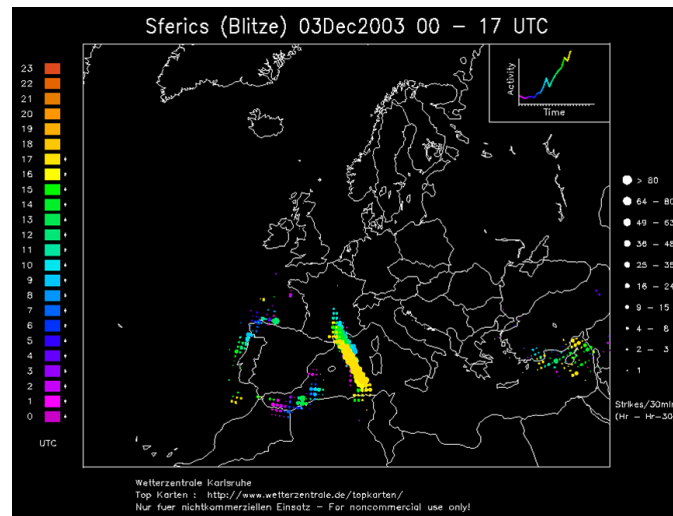 Sferics (Blitze) 03Dec2003 00 - 17 UTC
Activity
Time
23
22
21
20
19
18
17
16
15
14
13
12
11
10
9
8
7
6
5
4
3
2
1
0
UTC
> 80
64 - 80
49 - 63
36 - 48
25 - 35
16 - 24
9 - 15
4 - 8
2 - 3
1
Strikes/30min
(Hr - Hr-30
Wetterzentrale Karlsruhe
Top Karten : http://www.wetterzentrale.de/topkarten/
Nur fuer nichtkommerziellen Einsatz - For noncommercial use only!